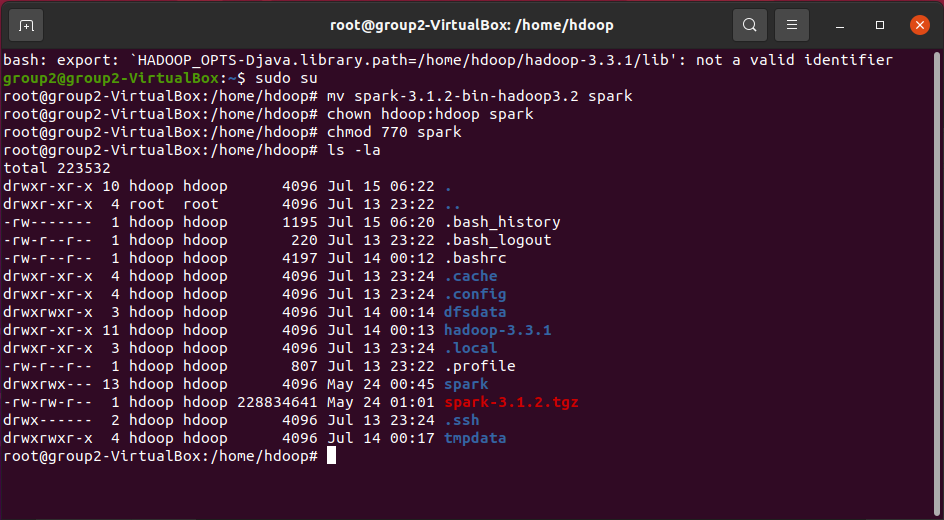 root@group2-VirtualBox: /home/hdoop
bash: export: `HADOOP_OPTS-Djava.library.path=/home/hdoop/hadoop-3.3.1/lib': not a valid identifier
group2@group2-VirtualBox:~$ sudo su
root@group2-VirtualBox:/home/hdoop# mv spark-3.1.2-bin-hadoop3.2 spark
root@group2-VirtualBox:/home/hdoop# chown hdoop:hdoop spark
root@group2-VirtualBox:/home/hdoop# chmod 770 spark
root@group2-VirtualBox:/home/hdoop# ls -la
total 223532
drwxr-xr-x 10 hdoop hdoop      4096 Jul 15 06:22 .
drwxr-xr-x  4 root  root       4096 Jul 13 23:22 ..
-rw-------  1 hdoop hdoop      1195 Jul 15 06:20 .bash_history
-rw-r--r--  1 hdoop hdoop       220 Jul 13 23:22 .bash_logout
-rw-r--r--  1 hdoop hdoop      4197 Jul 14 00:12 .bashrc
drwxr-xr-x  4 hdoop hdoop      4096 Jul 13 23:24 .cache
drwxr-xr-x  4 hdoop hdoop      4096 Jul 13 23:24 .config
drwxrwxr-x  3 hdoop hdoop      4096 Jul 14 00:14 dfsdata
drwxr-xr-x 11 hdoop hdoop      4096 Jul 14 00:13 hadoop-3.3.1
drwxr-xr-x  3 hdoop hdoop      4096 Jul 13 23:24 .local
-rw-r--r--  1 hdoop hdoop       807 Jul 13 23:22 .profile
drwxrwx--- 13 hdoop hdoop      4096 May 24 00:45 spark
-rw-rw-r--  1 hdoop hdoop 228834641 May 24 01:01 spark-3.1.2.tgz
drwx------  2 hdoop hdoop      4096 Jul 13 23:24 .ssh
drwxrwxr-x  4 hdoop hdoop      4096 Jul 14 00:17 tmpdata
root@group2-VirtualBox:/home/hdoop#